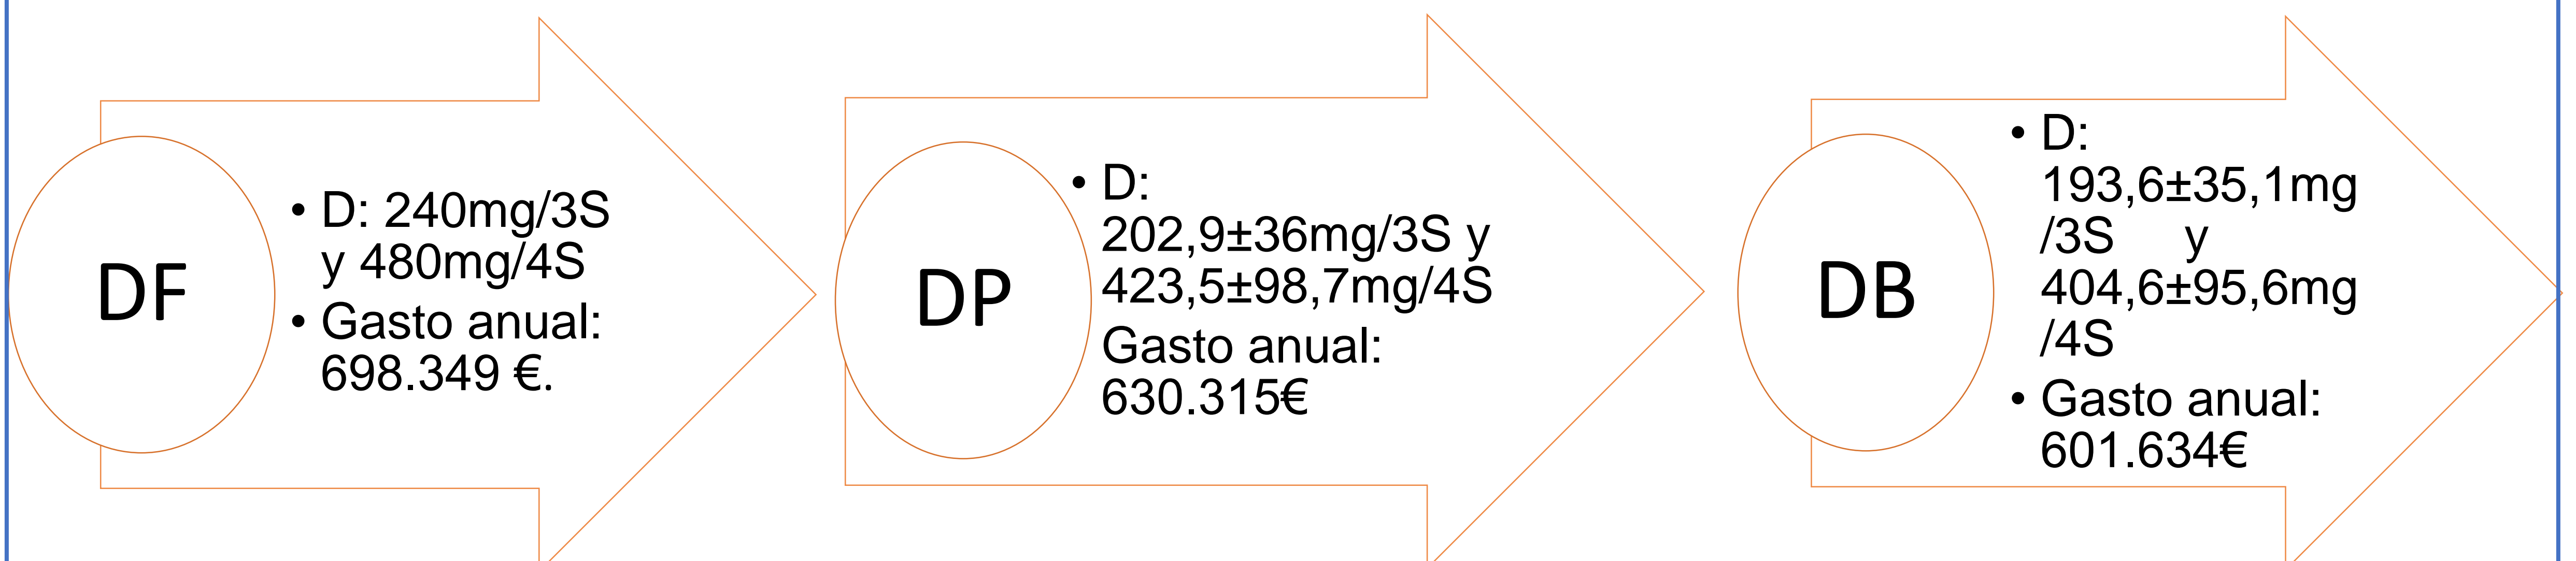 DF
• D: 240mg/3S
y 480mg/4S
• Gasto anual:
698.349 €.
DP
• D:
202,9±36mg/3S y
423,5±98,7mg/4S
Gasto anual:
630.315€
DB
• D:
193,6±35,1mg
/3S y
404,6±95,6mg
/4S
• Gasto anual:
601.634€